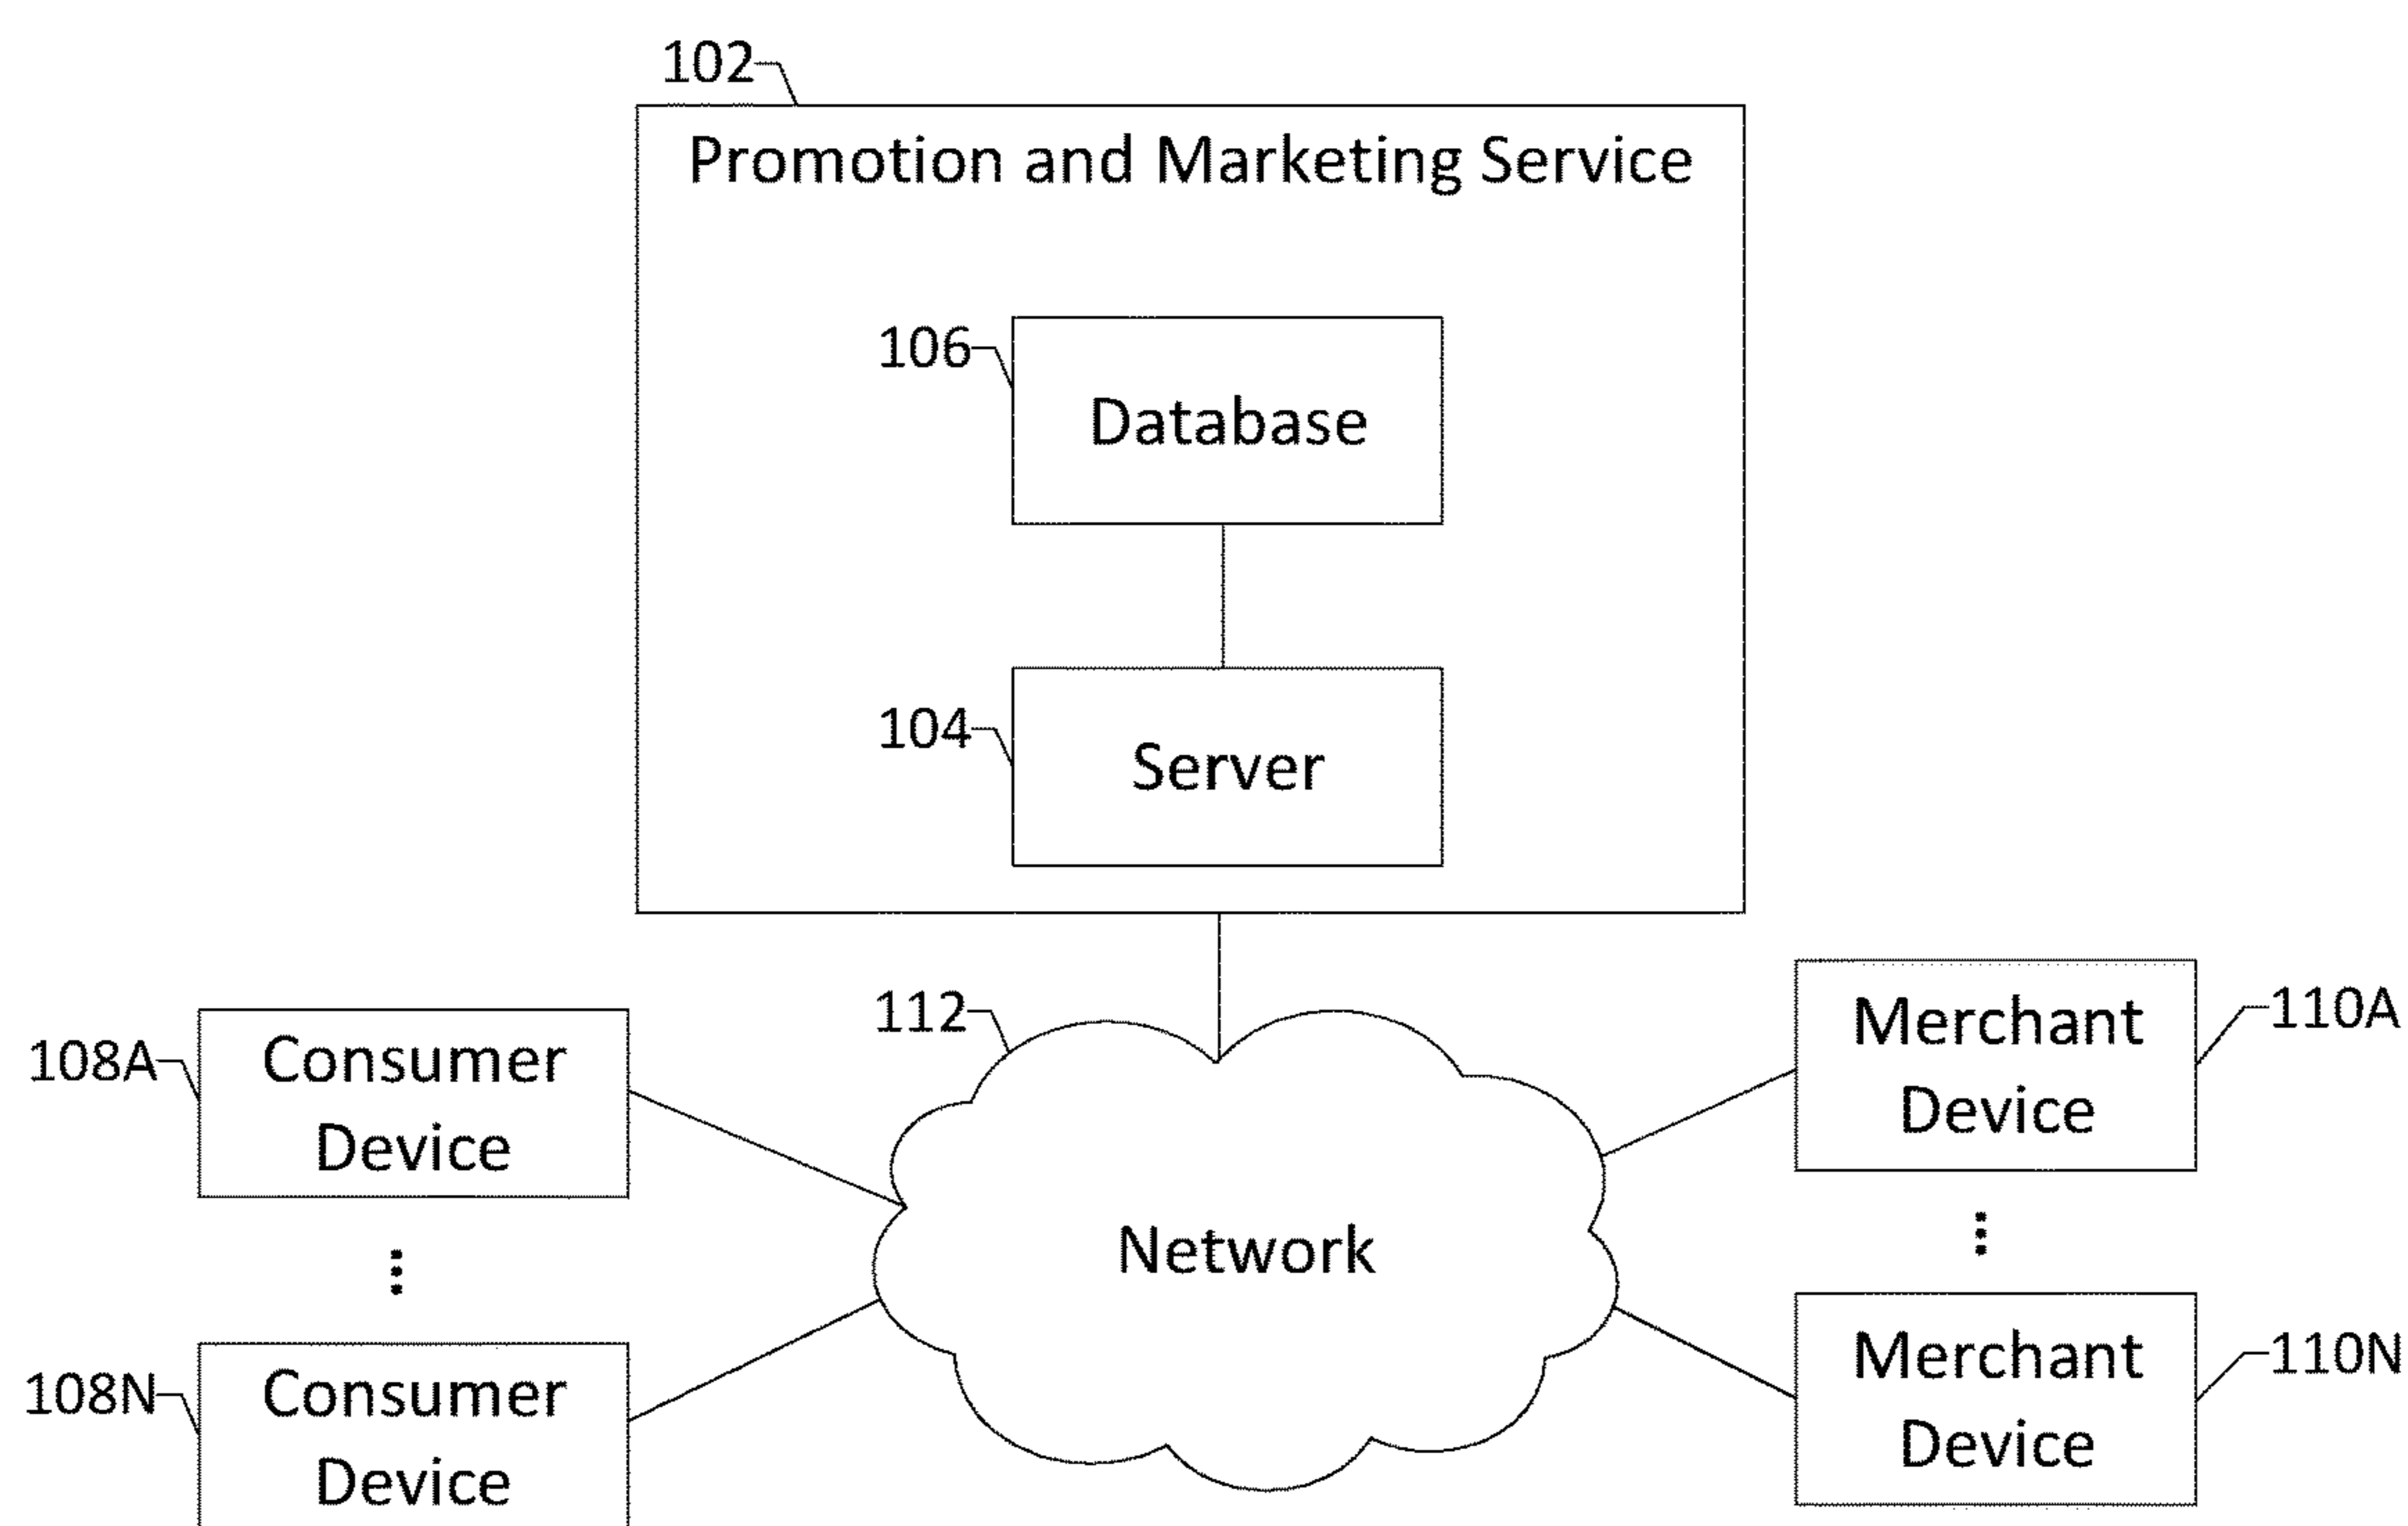 102
Promotion and Marketing Service
106
Database
104
Server
112
108A
Consumer
Device
⋮
108N
Consumer
Device
Network
Merchant
Device
110A
⋮
Merchant
Device
110N